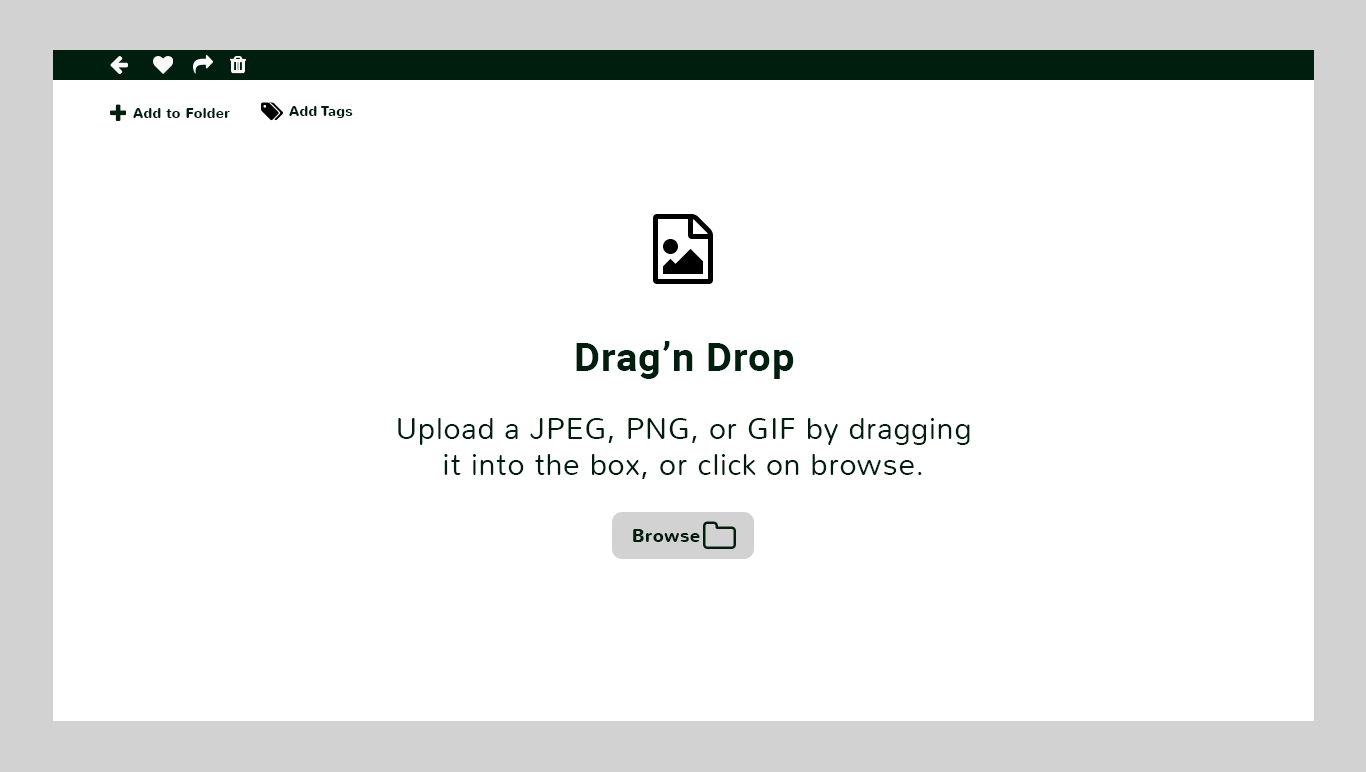 Add to Folder
Add Tags
Drag’n Drop
Upload a JPEG, PNG, or GIF by dragging
it into the box, or click on browse.
Browse